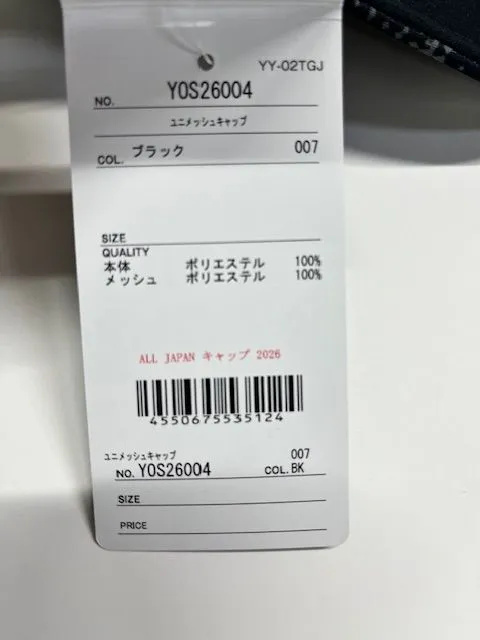 YY-02TGJ
NO. YOS26004
ユニメッシュキャップ
COL. ブラック 007
SIZE
QUALITY
本体 ポリエステル 100%
メッシュ ポリエステル 100%
ALL JAPAN キャップ 2026
4550675535124
ユニメッシュキャップ 007
NO. YOS26004 COL. BK
SIZE
PRICE